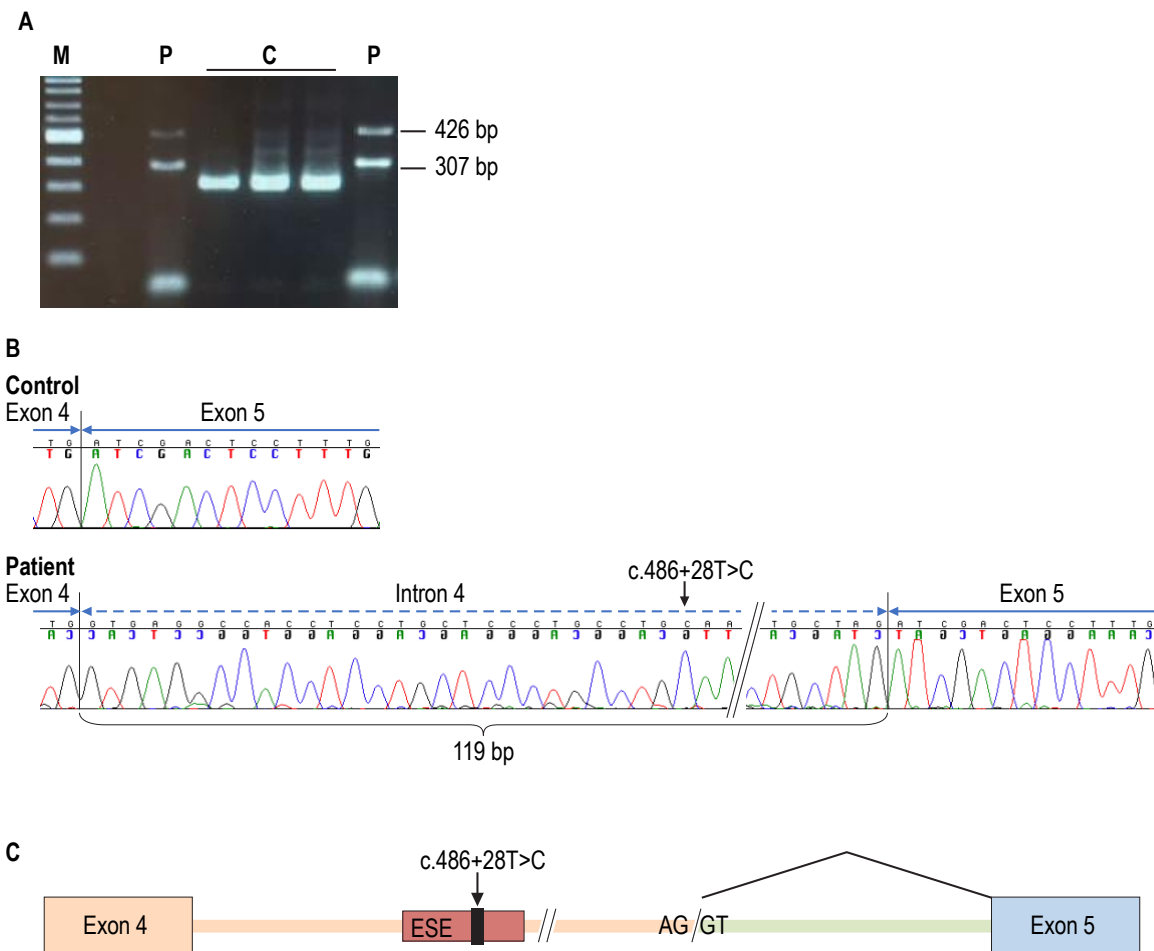 A
M P C P
426 bp
307 bp
B
Control
Exon 4 Exon 5
T G A T C G A C T C C T T T G
T G A T C G A C T C C T T T G
Patient
c.486+28T>C
Exon 4 Intron 4 Exon 5
119 bp
C
c.486+28T>C
Exon 4 ESE AG GT Exon 5